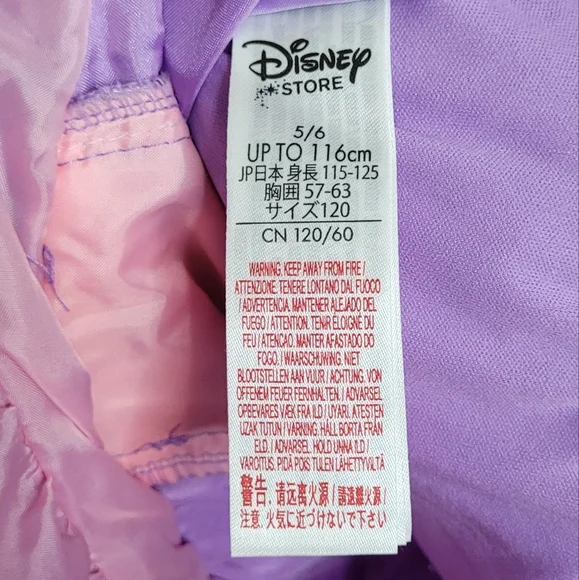 Disney
STORE
5/6
UP TO 116cm
JP日本 身長 115-125
胸囲 57-63
サイズ120
CN 120/60
WARNING. KEEP AWAY FROM FIRE /
ATTENZIONE. TENERE LONTANO DAL FUOCO
/ ADVERTENCIA. MANTENER ALEJADO DEL
FUEGO / ATTENTION. TENIR ÉLOIGNÉ DU
FEU / ATENCAO. MANTER AFASTADO DO
FOGO. / WAARSCHUWING. NIET
BLOOTSTELLEN AAN VUUR / ACHTUNG. VON
OFFENEM FEUER FERNHALTEN. / ADVARSEL
OPBEVARES VÆK FRA ILD / UYARI. ATESTEN
UZAK TUTUN / VARNING. HÅLL BORTA FRÅN
ELD. / ADVARSEL. HOLD UNNA ILD /
VAROITUS. PIDÄ POIS TULEN LÄHETTYVILTÄ
警告. 请远离火源 / 請遠離火源 /
注意. 火気に近づけないで下さい